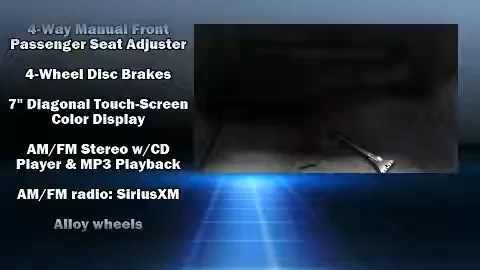 4-Way Manual Front
Passenger Seat Adjuster
4-Wheel Disc Brakes
7" Diagonal Touch-Screen
Color Display
AM/FM Stereo w/CD
Player & MP3 Playback
AM/FM radio: SiriusXM
Alloy wheels